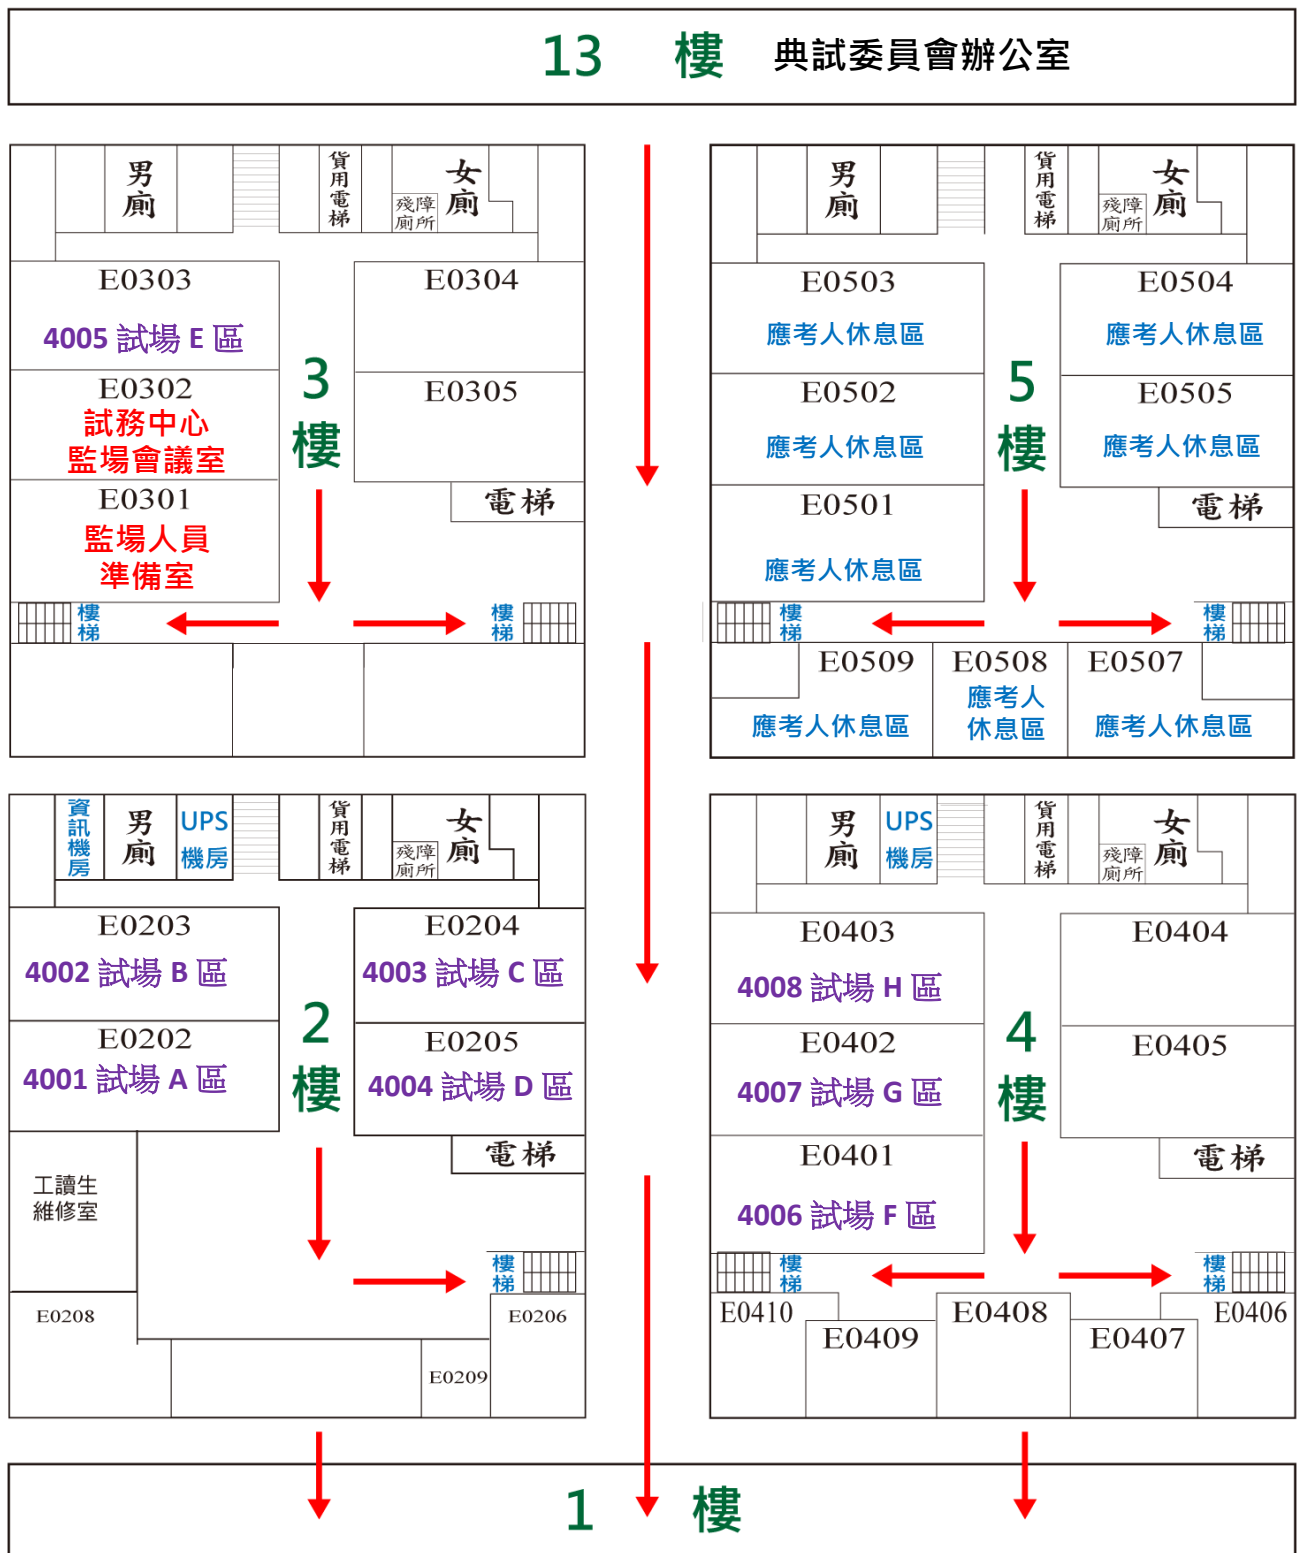 13 樓 典試委員會辦公室
男廁
貨用電梯
殘障
廁所
女廁
E0303
4005 試場 E 區
E0304
E0302
試務中心
監場會議室
3樓
E0305
E0301
監場人員
準備室
電梯
樓梯
樓梯
男廁
貨用電梯
殘障
廁所
女廁
E0503
應考人休息區
E0504
應考人休息區
E0502
應考人休息區
5樓
E0505
應考人休息區
E0501
應考人休息區
電梯
樓梯
樓梯
E0509
應考人休息區
E0508
應考人
休息區
E0507
應考人休息區
資訊機房
男廁
UPS
機房
貨用電梯
殘障
廁所
女廁
E0203
4002 試場 B 區
E0204
4003 試場 C 區
E0202
4001 試場 A 區
2樓
E0205
4004 試場 D 區
電梯
工讀生
維修室
樓梯
E0208
E0206
E0209
男廁
UPS
機房
貨用電梯
殘障
廁所
女廁
E0403
4008 試場 H 區
E0404
E0402
4007 試場 G 區
4樓
E0405
E0401
4006 試場 F 區
電梯
樓梯
樓梯
E0410
E0409
E0408
E0407
E0406
1 樓